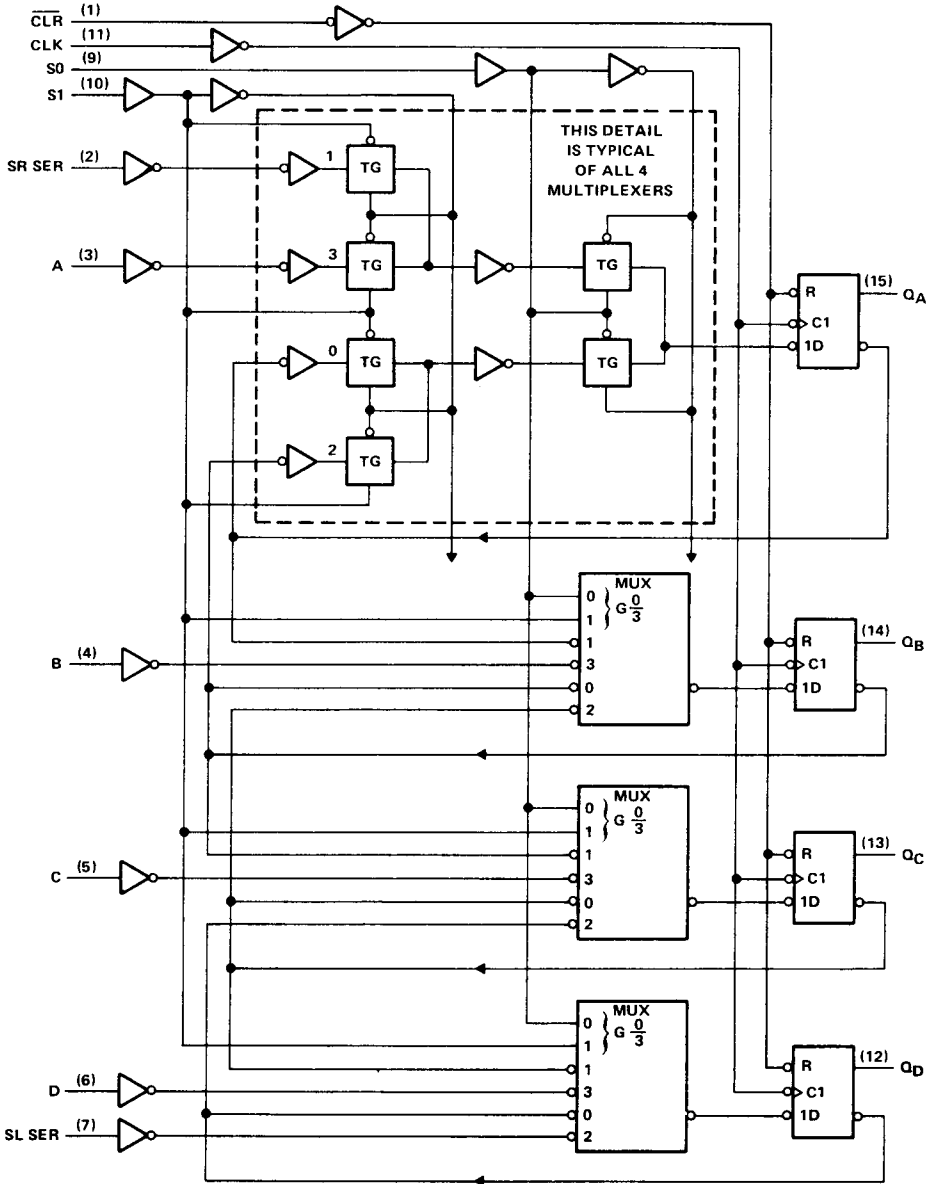 C̅L̅R̅ (1)
CLK (11)
S0 (9)
S1 (10)
THIS DETAIL
IS TYPICAL
OF ALL 4
MULTIPLEXERS
SR SER (2)
1
TG
A (3)
3
TG
TG
(15)
QA
R
C1
1D
0
TG
TG
2
TG
MUX
0
1
G 0/3
1
B (4)
3
0
2
(14)
QB
R
C1
1D
MUX
0
1
G 0/3
1
C (5)
3
0
2
(13)
QC
R
C1
1D
MUX
0
1
G 0/3
1
D (6)
3
0
SL SER (7)
2
(12)
QD
R
C1
1D